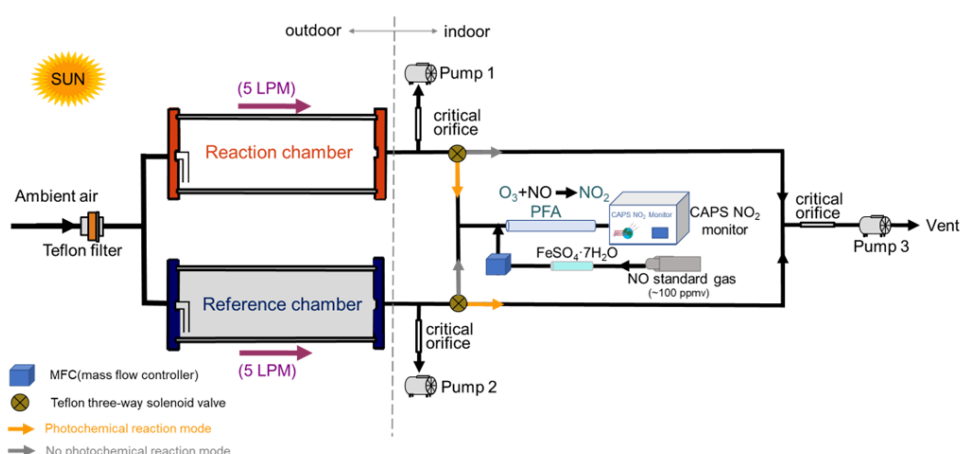 outdoor
indoor
SUN
(5 LPM)
Pump 1
critical
orifice
Reaction chamber
Ambient air
Teflon filter
O₃+NO → NO₂
PFA
CAPS NO₂ Monitor
CAPS NO₂
monitor
FeSO₄·7H₂O
NO standard gas
(~100 ppmv)
critical
orifice
Pump 3
Vent
Reference chamber
(5 LPM)
critical
orifice
Pump 2
MFC(mass flow controller)
Teflon three-way solenoid valve
Photochemical reaction mode
No photochemical reaction mode